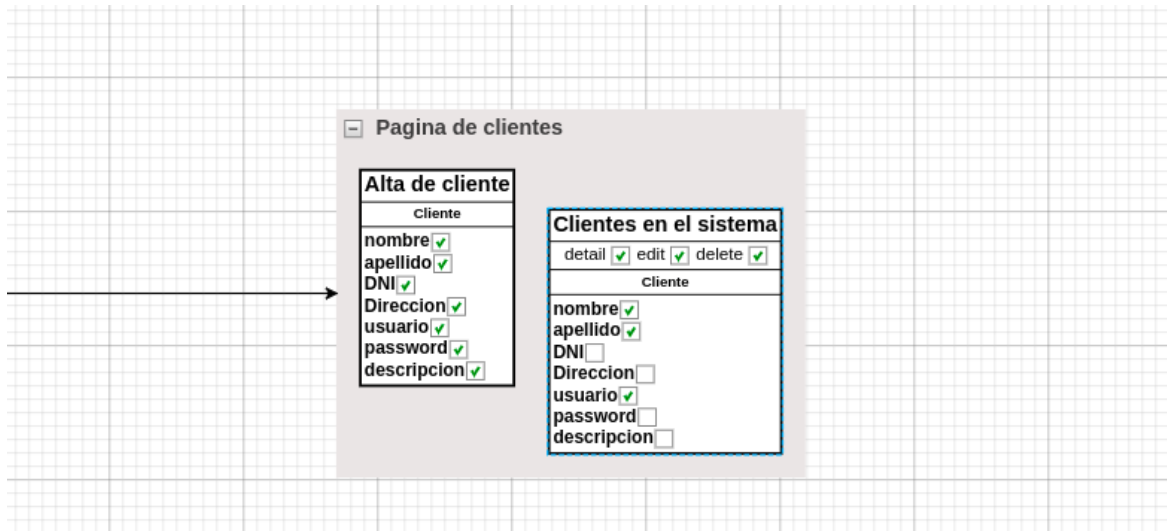 Pagina de clientes
Alta de cliente
Cliente
nombre
apellido
DNI
Direccion
usuario
password
descripcion
Clientes en el sistema
detail edit delete
Cliente
nombre
apellido
DNI
Direccion
usuario
password
descripcion